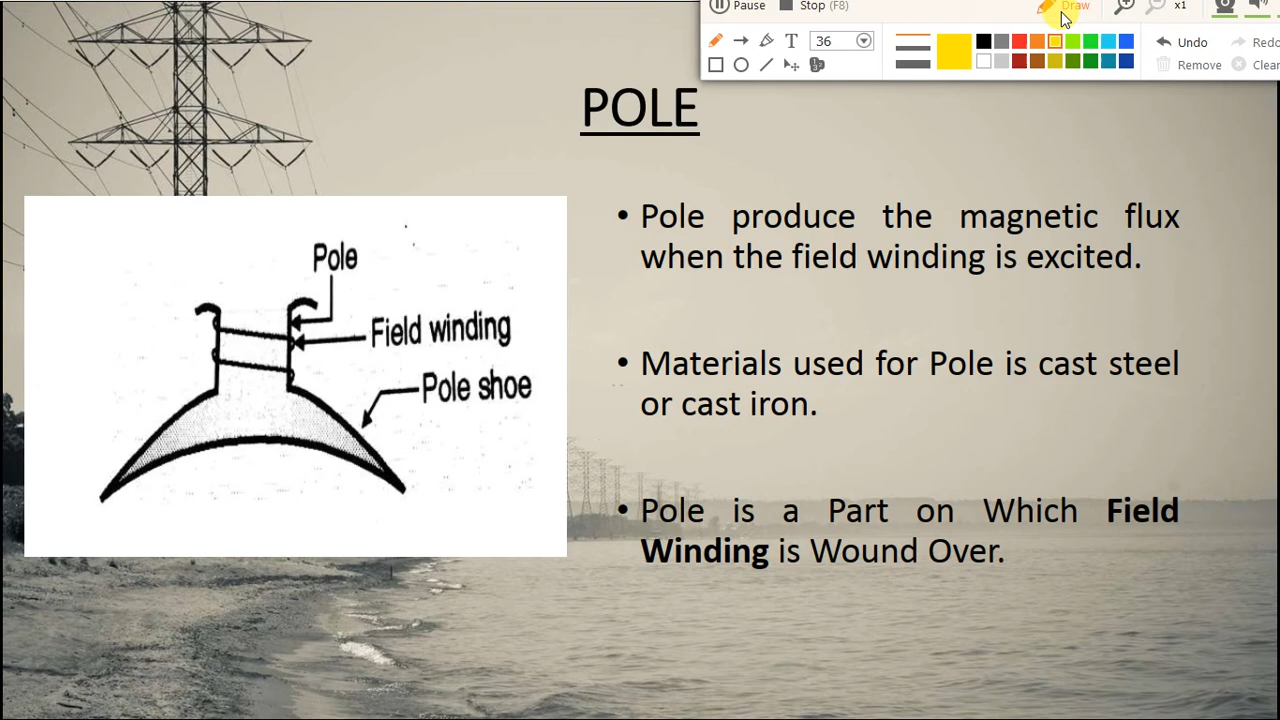 Pause
Stop (F8)
Draw
x1
36
Undo
Redo
Remove
Clear
POLE
Pole
Field winding
Pole shoe
• Pole produce the magnetic flux
when the field winding is excited.
• Materials used for Pole is cast steel
or cast iron.
• Pole is a Part on Which Field
Winding is Wound Over.